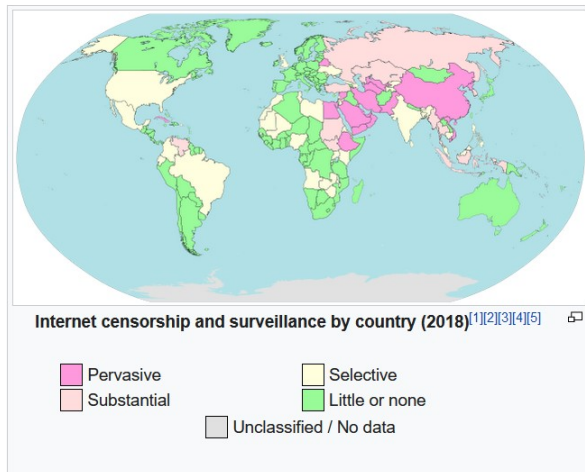 Internet censorship and surveillance by country (2018)[1][2][3][4][5]
Pervasive
Selective
Substantial
Little or none
Unclassified / No data